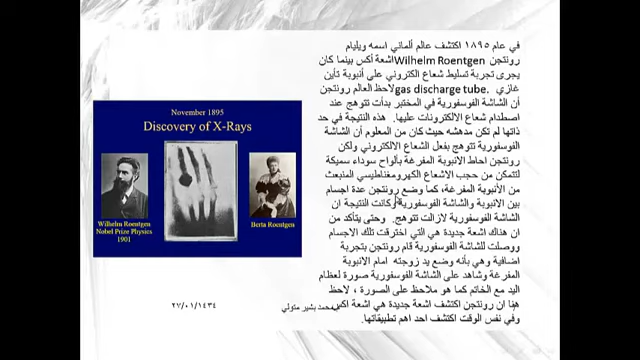 في عام ١٨٩٥ اكتشف عالم ألماني اسمه ويليام
رونتجن Wilhelm Roentgen اشعة أكس بينما كان
يجرى تجربة تسليط شعاع الكتروني على أنبوبة تأين
غازي gas discharge tube. لاحظ العالم رونتجن
أن الشاشة الفوسفورية في المختبر بدأت تتوهج عند
اصطدام شعاع الالكترونات عليها. هذه النتيجة في حد
ذاتها لم تكن مدهشه حيث كان من المعلوم أن الشاشة
الفوسفورية تتوهج بفعل الشعاع الالكتروني ولكن
رونتجن احاط الانبوبة المفرغة بألواح سوداء سميكة
لتتمكن من حجب الاشعاع الكهرومغناطيسي المنبعث
من الأنبوبة المفرغة، كما وضع رونتجن عدة اجسام
بين الانبوبة والشاشة الفوسفورية وكانت النتيجة ان
الشاشة الفوسفورية لازالت تتوهج. وحتى يتأكد من
ان هناك اشعة جديدة هي التي اخترقت تلك الاجسام
ووصلت للشاشة الفوسفورية قام رونتجن بتجربة
اضافية وهي بأنه وضع يد زوجته امام الانبوبة
المفرغة وشاهد على الشاشة الفوسفورية صورة لعظام
اليد مع الخاتم كما هو ملاحظ على الصورة ، لاحظ
هنا ان رونتجن اكتشف اشعة جديدة هي اشعة اكس
وفي نفس الوقت اكتشف احد اهم تطبيقاتها.
November 1895
Discovery of X-Rays
Wilhelm Roentgen
Nobel Prize Physics
1901
Berta Roentgen
محمد بشير متولي
٢٧/٠١/١٤٣٤